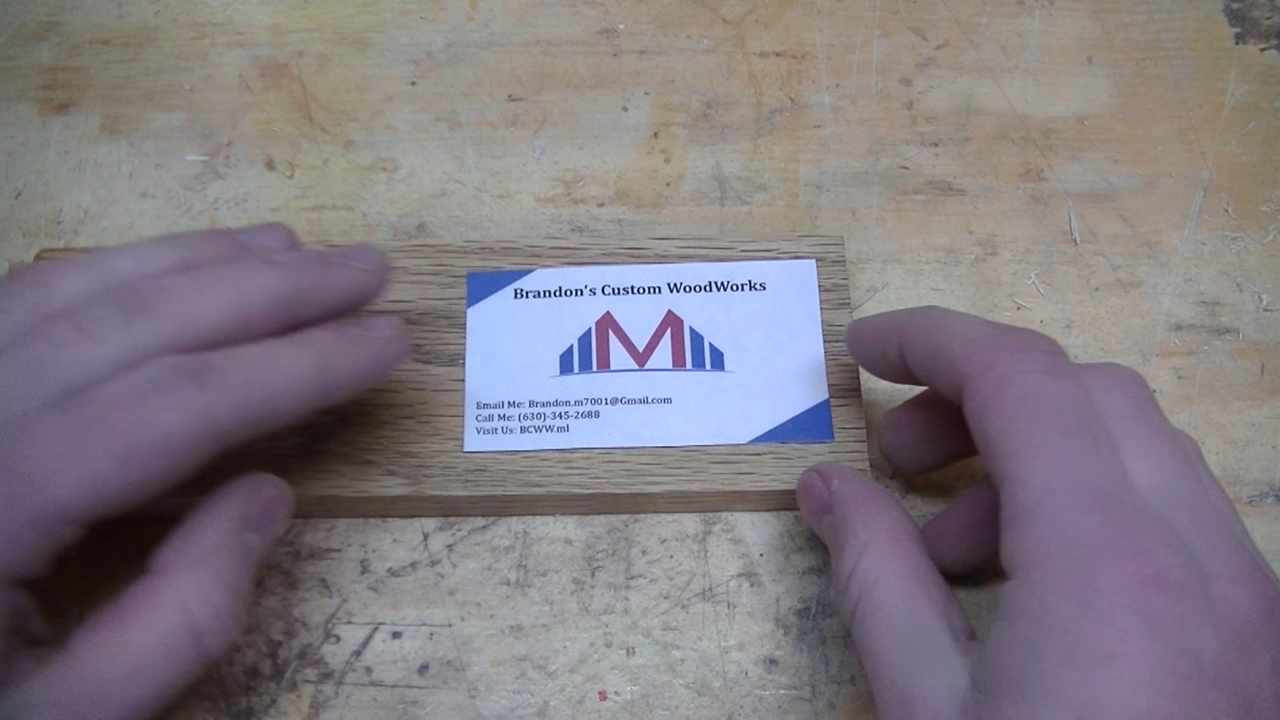 Brandon's Custom WoodWorks
M
Email Me: Brandon.m7001@Gmail.com
Call Me: (630)-345-2688
Visit Us: BCWW.ml